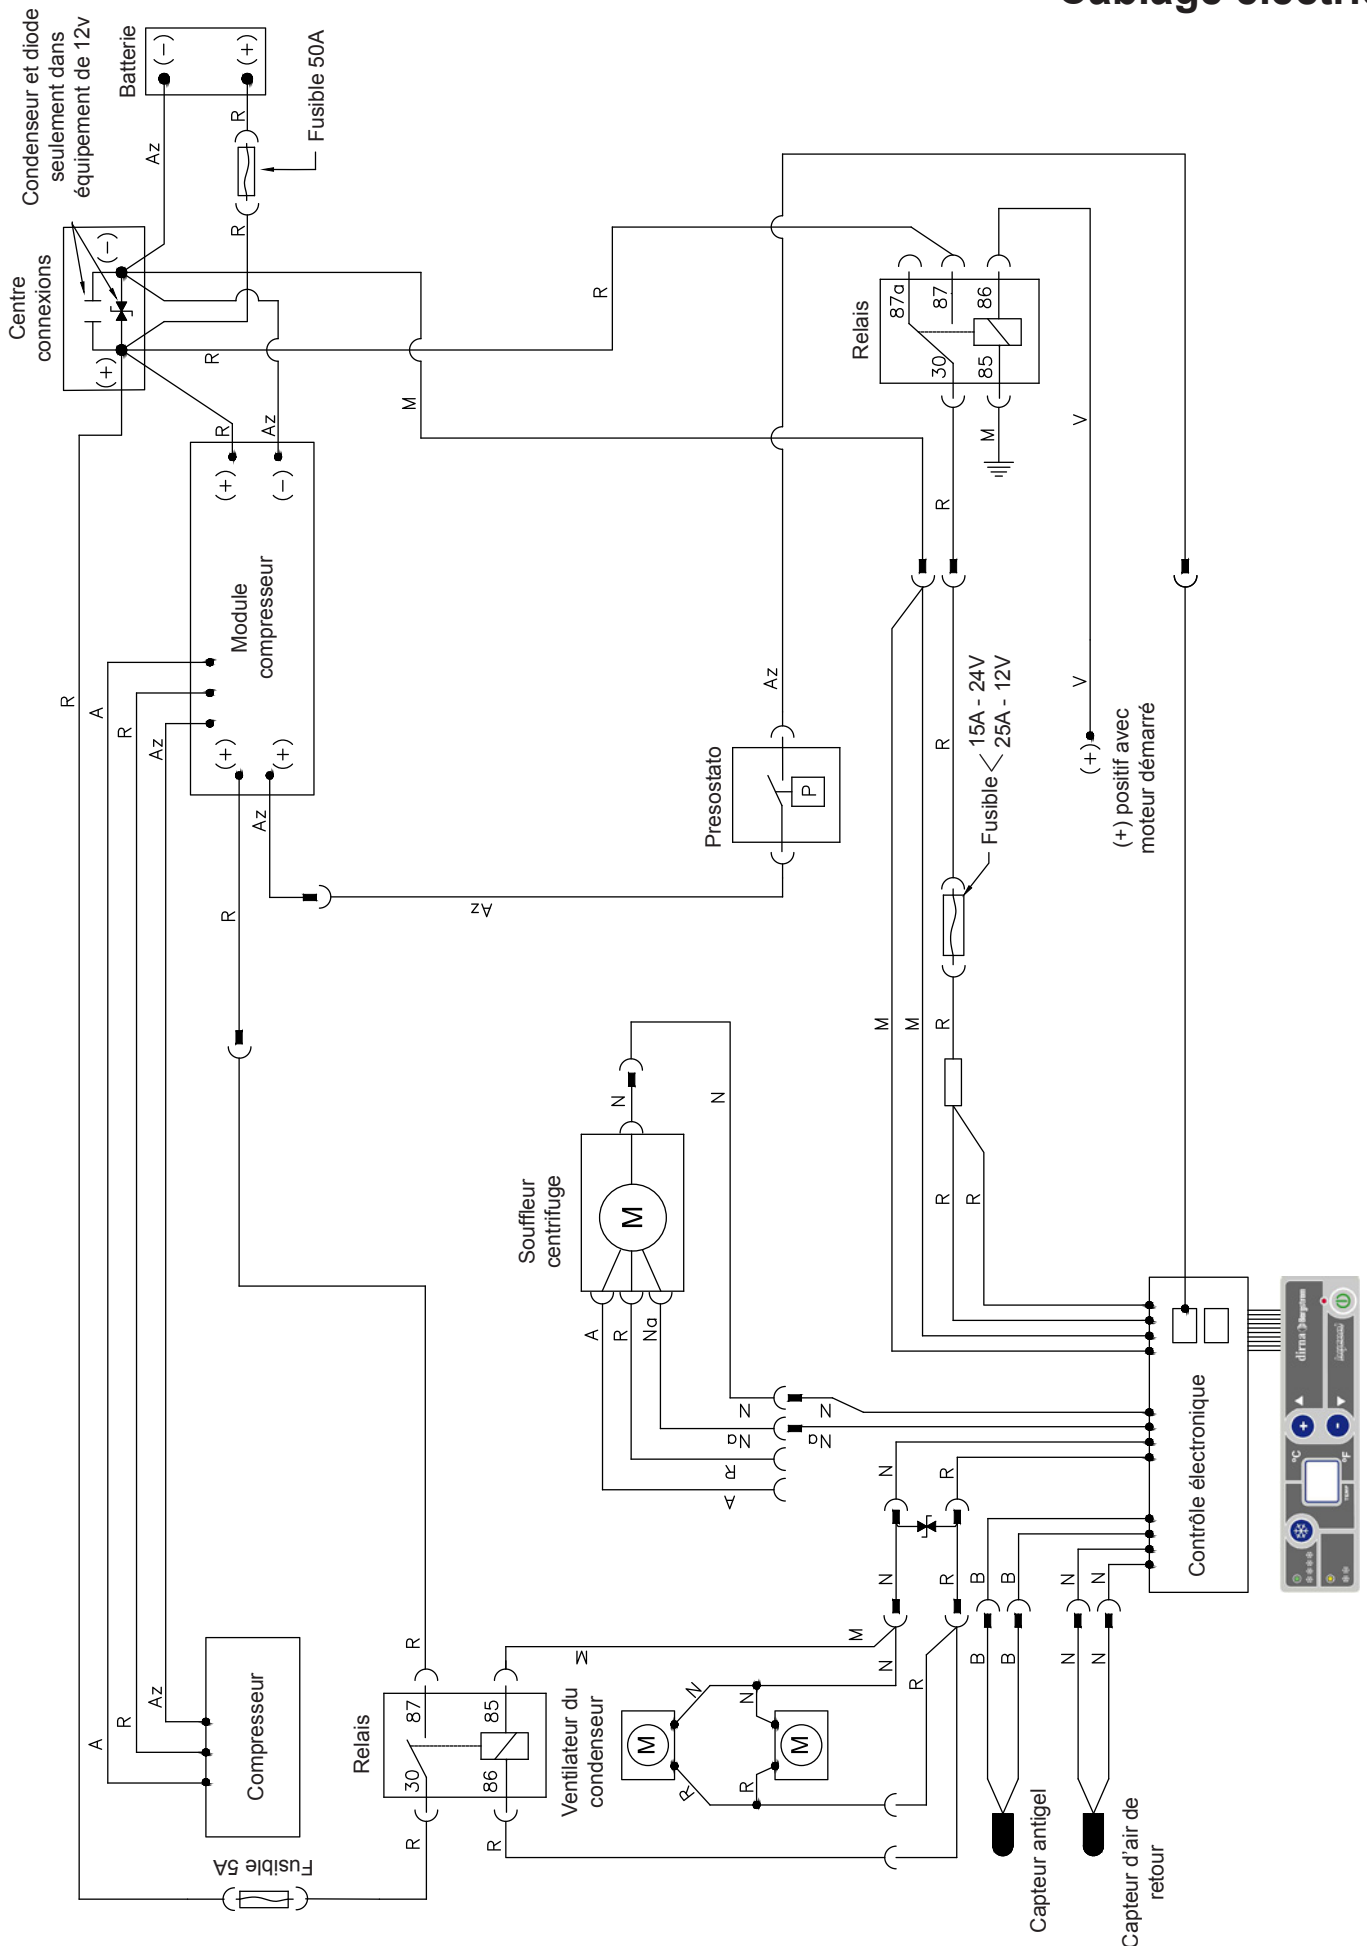 Condenseur et diode
seulement dans
équipement de 12v
Batterie
(-)
(+)
Fusible 50A
Az
R
R
Centre
connexions
(-)
(+)
R
Az
R
M
R
Module
compresseur
(+)
(-)
(+)
(+)
R
A
R
Az
Az
R
Az
Relais
87a
87
86
30
85
M
R
V
V
(+)
(+) positif avec
moteur démarré
Az
Presostato
P
R
Fusible
15A - 24V
25A - 12V
M
M
R
R
R
Souffleur
centrifuge
M
N
N
A
R
Na
N
Na
R
A
N
Na
N
R
N
R
B
B
N
N
Contrôle électronique
dirna Bergstrom
°C
°F
TEMP
+
-
Compresseur
A
R
Az
Fusible 5A
Relais
87
85
30
86
R
R
R
M
M
Ventilateur du
condenseur
M
M
N
N
R
R
N
R
B
B
N
N
Capteur antigel
Capteur d'air de
retour